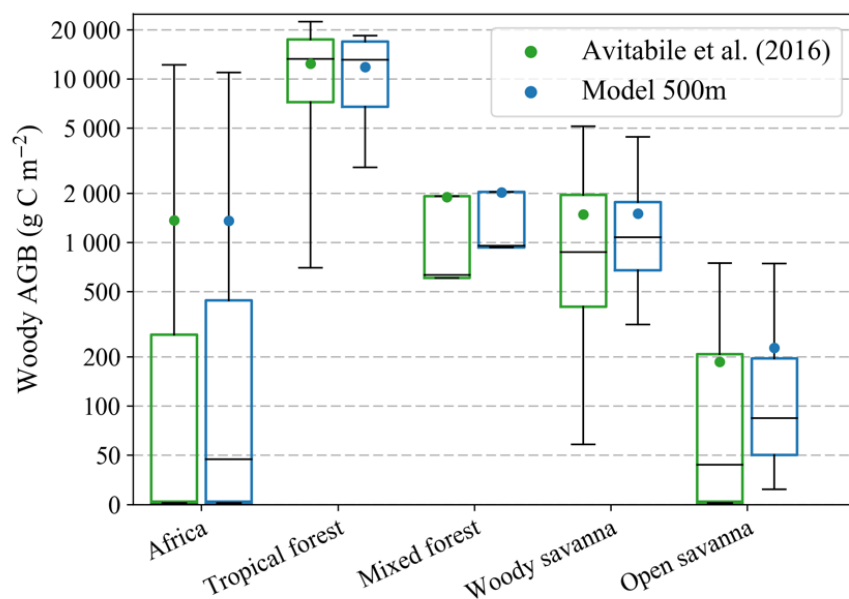 Woody AGB (g C m−2)
20 000
10 000
5 000
2 000
1 000
500
200
100
50
0
Avitabile et al. (2016)
Model 500m
Africa
Tropical forest
Mixed forest
Woody savanna
Open savanna